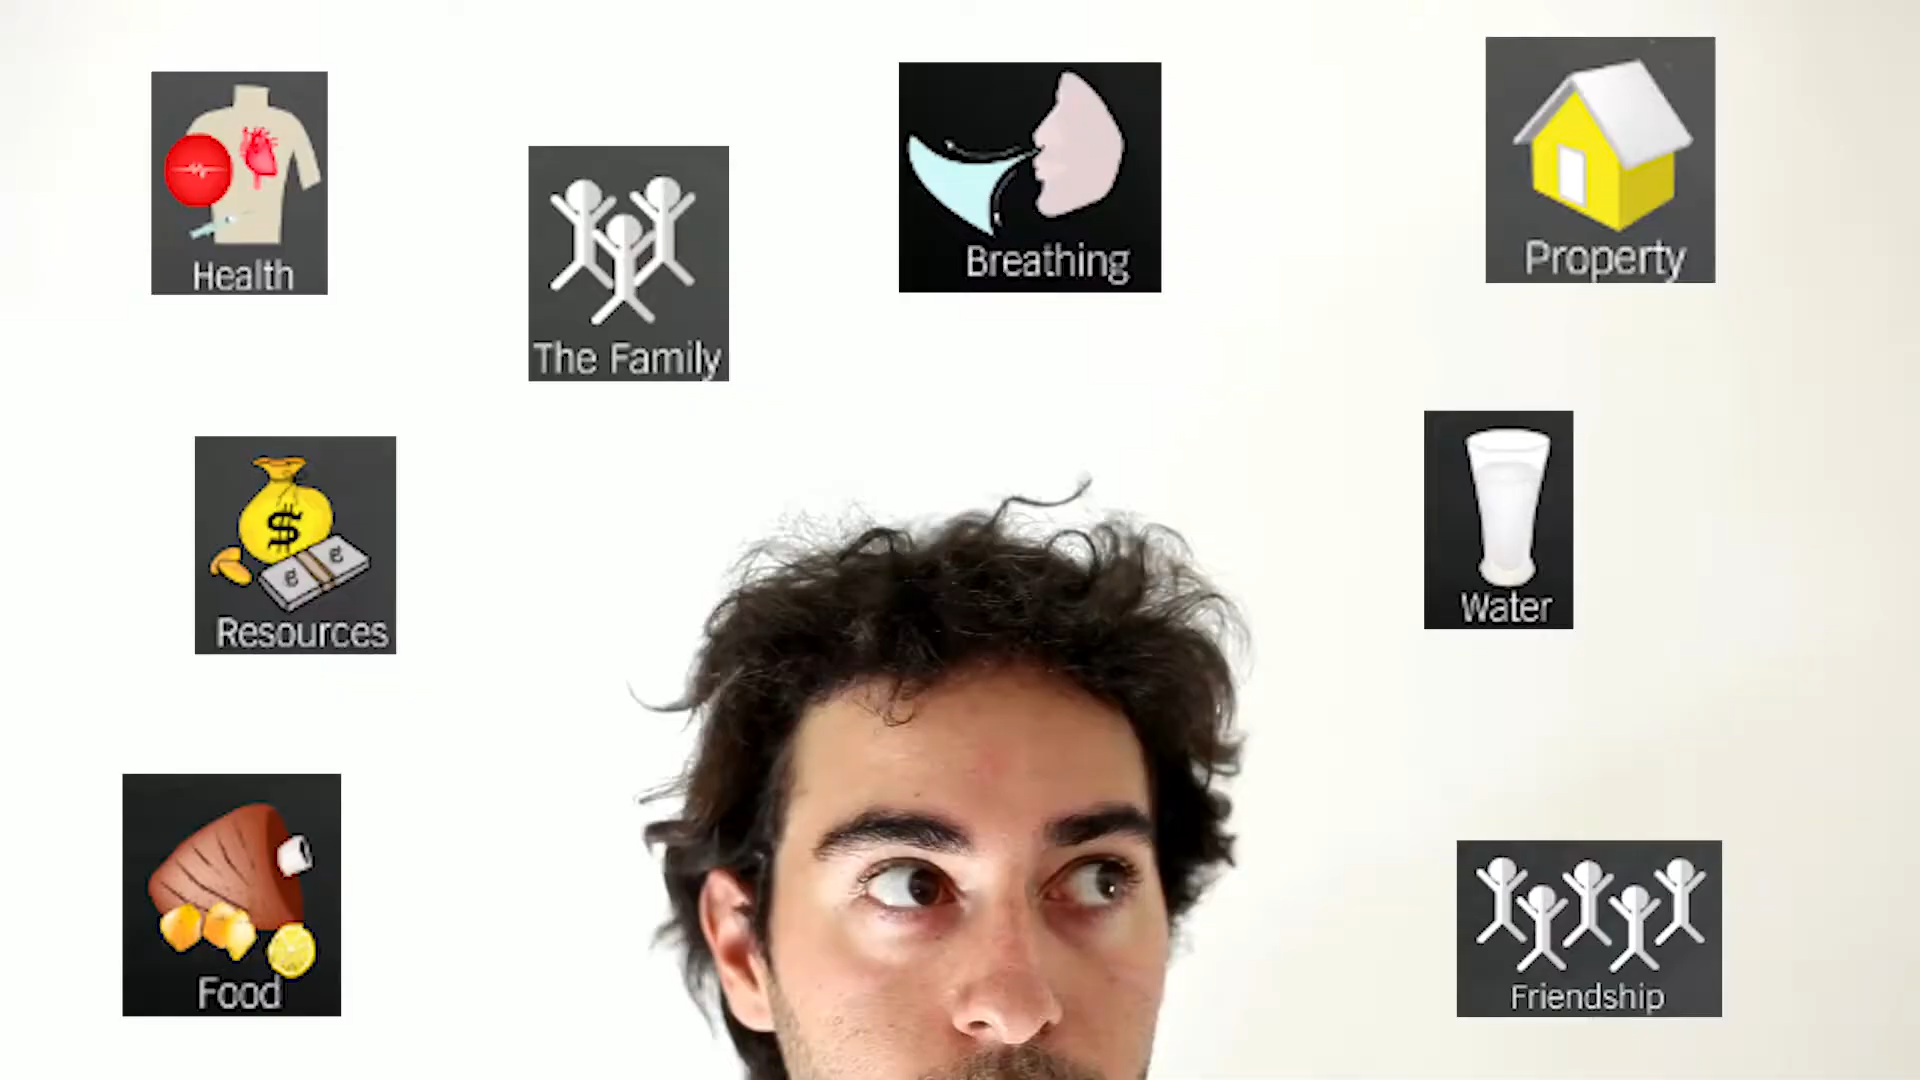 Health
The Family
Breathing
Property
Resources
$
Water
Food
Friendship